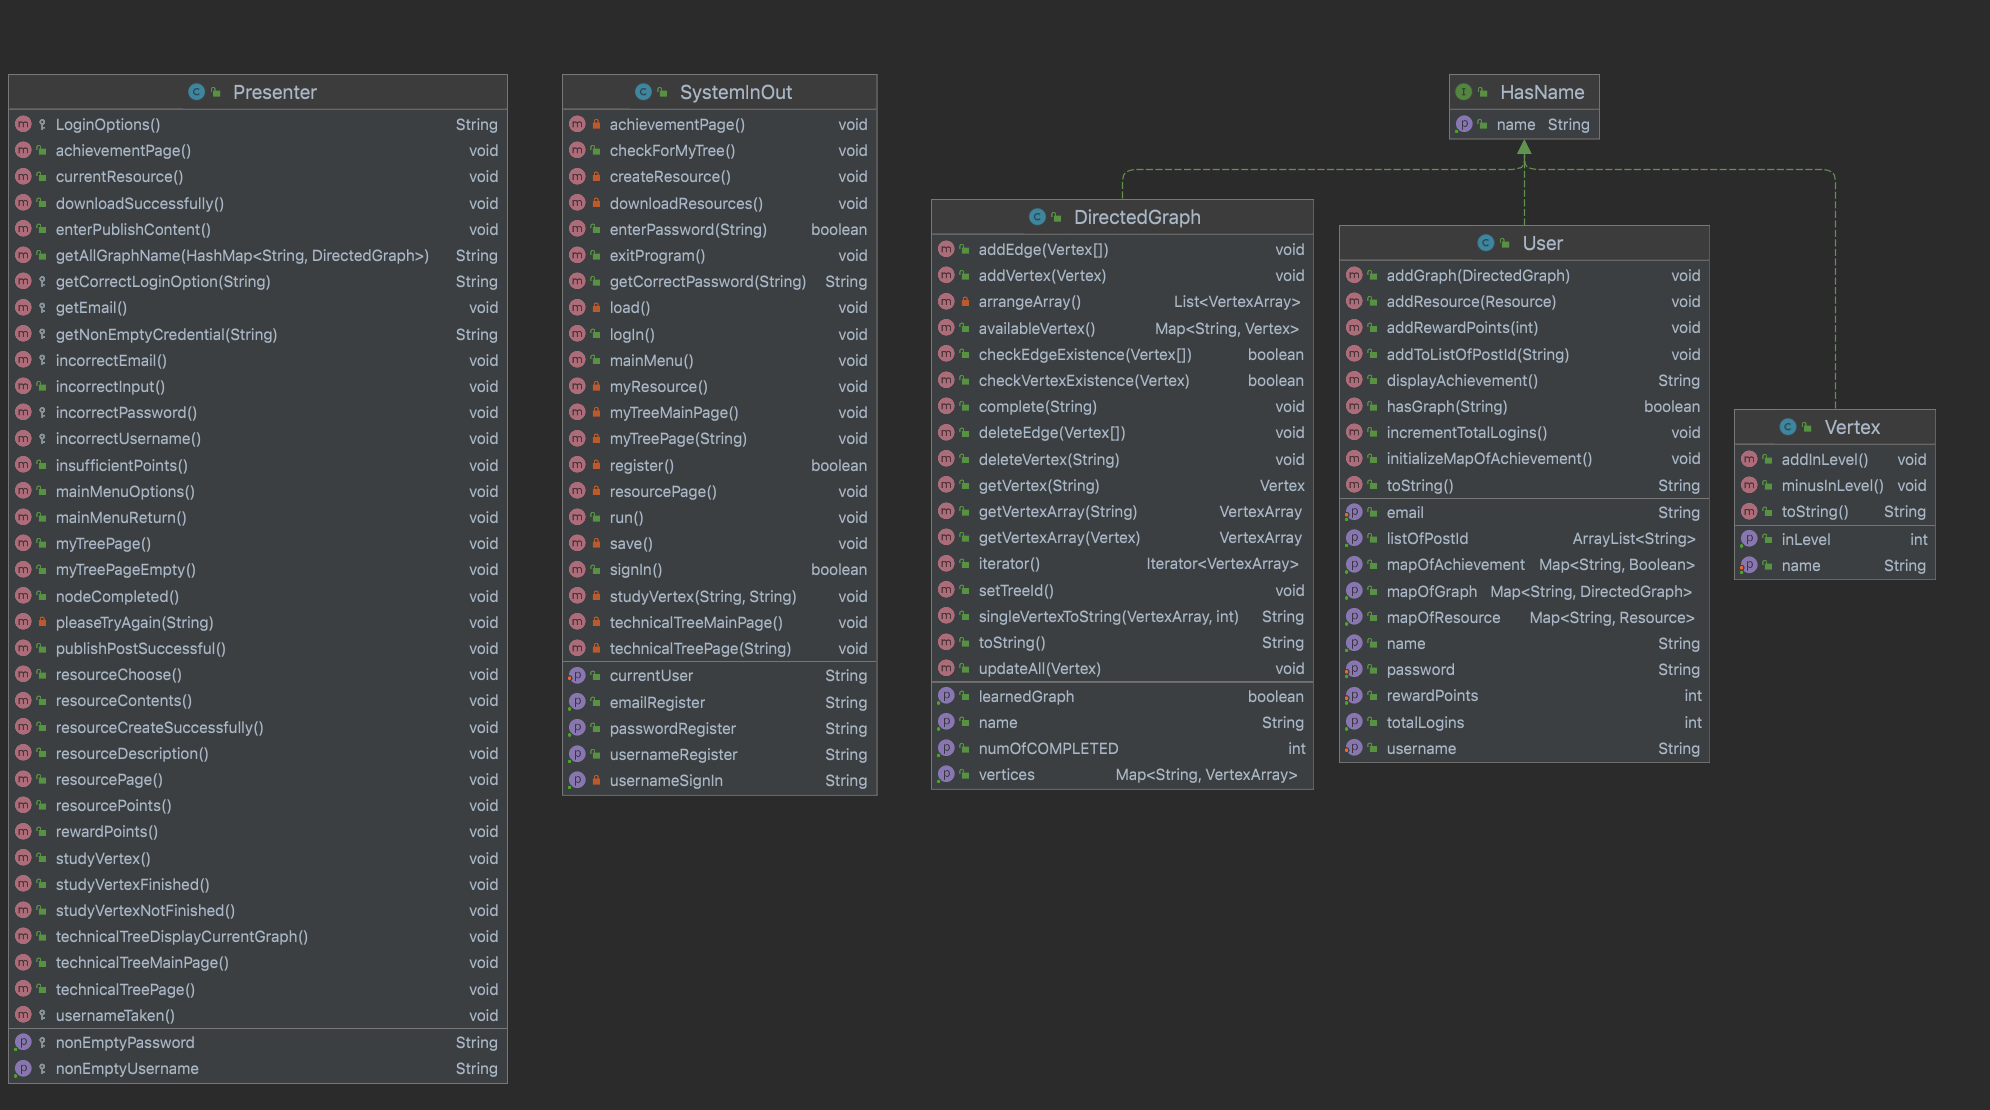 Presenter
LoginOptions() String
achievementPage() void
currentResource() void
downloadSuccessfully() void
enterPublishContent() void
getAllGraphName(HashMap<String, DirectedGraph>) String
getCorrectLoginOption(String) String
getEmail() void
getNonEmptyCredential(String) String
incorrectEmail() void
incorrectInput() void
incorrectPassword() void
incorrectUsername() void
insufficientPoints() void
mainMenuOptions() void
mainMenuReturn() void
myTreePage() void
myTreePageEmpty() void
nodeCompleted() void
pleaseTryAgain(String) void
publishPostSuccessful() void
resourceChoose() void
resourceContents() void
resourceCreateSuccessfully() void
resourceDescription() void
resourcePage() void
resourcePoints() void
rewardPoints() void
studyVertex() void
studyVertexFinished() void
studyVertexNotFinished() void
technicalTreeDisplayCurrentGraph() void
technicalTreeMainPage() void
technicalTreePage() void
usernameTaken() void
nonEmptyPassword String
nonEmptyUsername String
SystemInOut
achievementPage() void
checkForMyTree() void
createResource() void
downloadResources() void
enterPassword(String) boolean
exitProgram() void
getCorrectPassword(String) String
load() void
logIn() void
mainMenu() void
myResource() void
myTreeMainPage() void
myTreePage(String) void
register() boolean
resourcePage() void
run() void
save() void
signIn() boolean
studyVertex(String, String) void
technicalTreeMainPage() void
technicalTreePage(String) void
currentUser String
emailRegister String
passwordRegister String
usernameRegister String
usernameSignIn String
DirectedGraph
addEdge(Vertex[]) void
addVertex(Vertex) void
arrangeArray() List<VertexArray>
availableVertex() Map<String, Vertex>
checkEdgeExistence(Vertex[]) boolean
checkVertexExistence(Vertex) boolean
complete(String) void
deleteEdge(Vertex[]) void
deleteVertex(String) void
getVertex(String) Vertex
getVertexArray(String) VertexArray
getVertexArray(Vertex) VertexArray
iterator() Iterator<VertexArray>
setTreeId() void
singleVertexToString(VertexArray, int) String
toString() String
updateAll(Vertex) void
learnedGraph boolean
name String
numOfCOMPLETED int
vertices Map<String, VertexArray>
HasName
name String
User
addGraph(DirectedGraph) void
addResource(Resource) void
addRewardPoints(int) void
addToListOfPostId(String) void
displayAchievement() String
hasGraph(String) boolean
incrementTotalLogins() void
initializeMapOfAchievement() void
toString() String
email String
listOfPostId ArrayList<String>
mapOfAchievement Map<String, Boolean>
mapOfGraph Map<String, DirectedGraph>
mapOfResource Map<String, Resource>
name String
password String
rewardPoints int
totalLogins int
username String
Vertex
addInLevel() void
minusInLevel() void
toString() String
inLevel int
name String